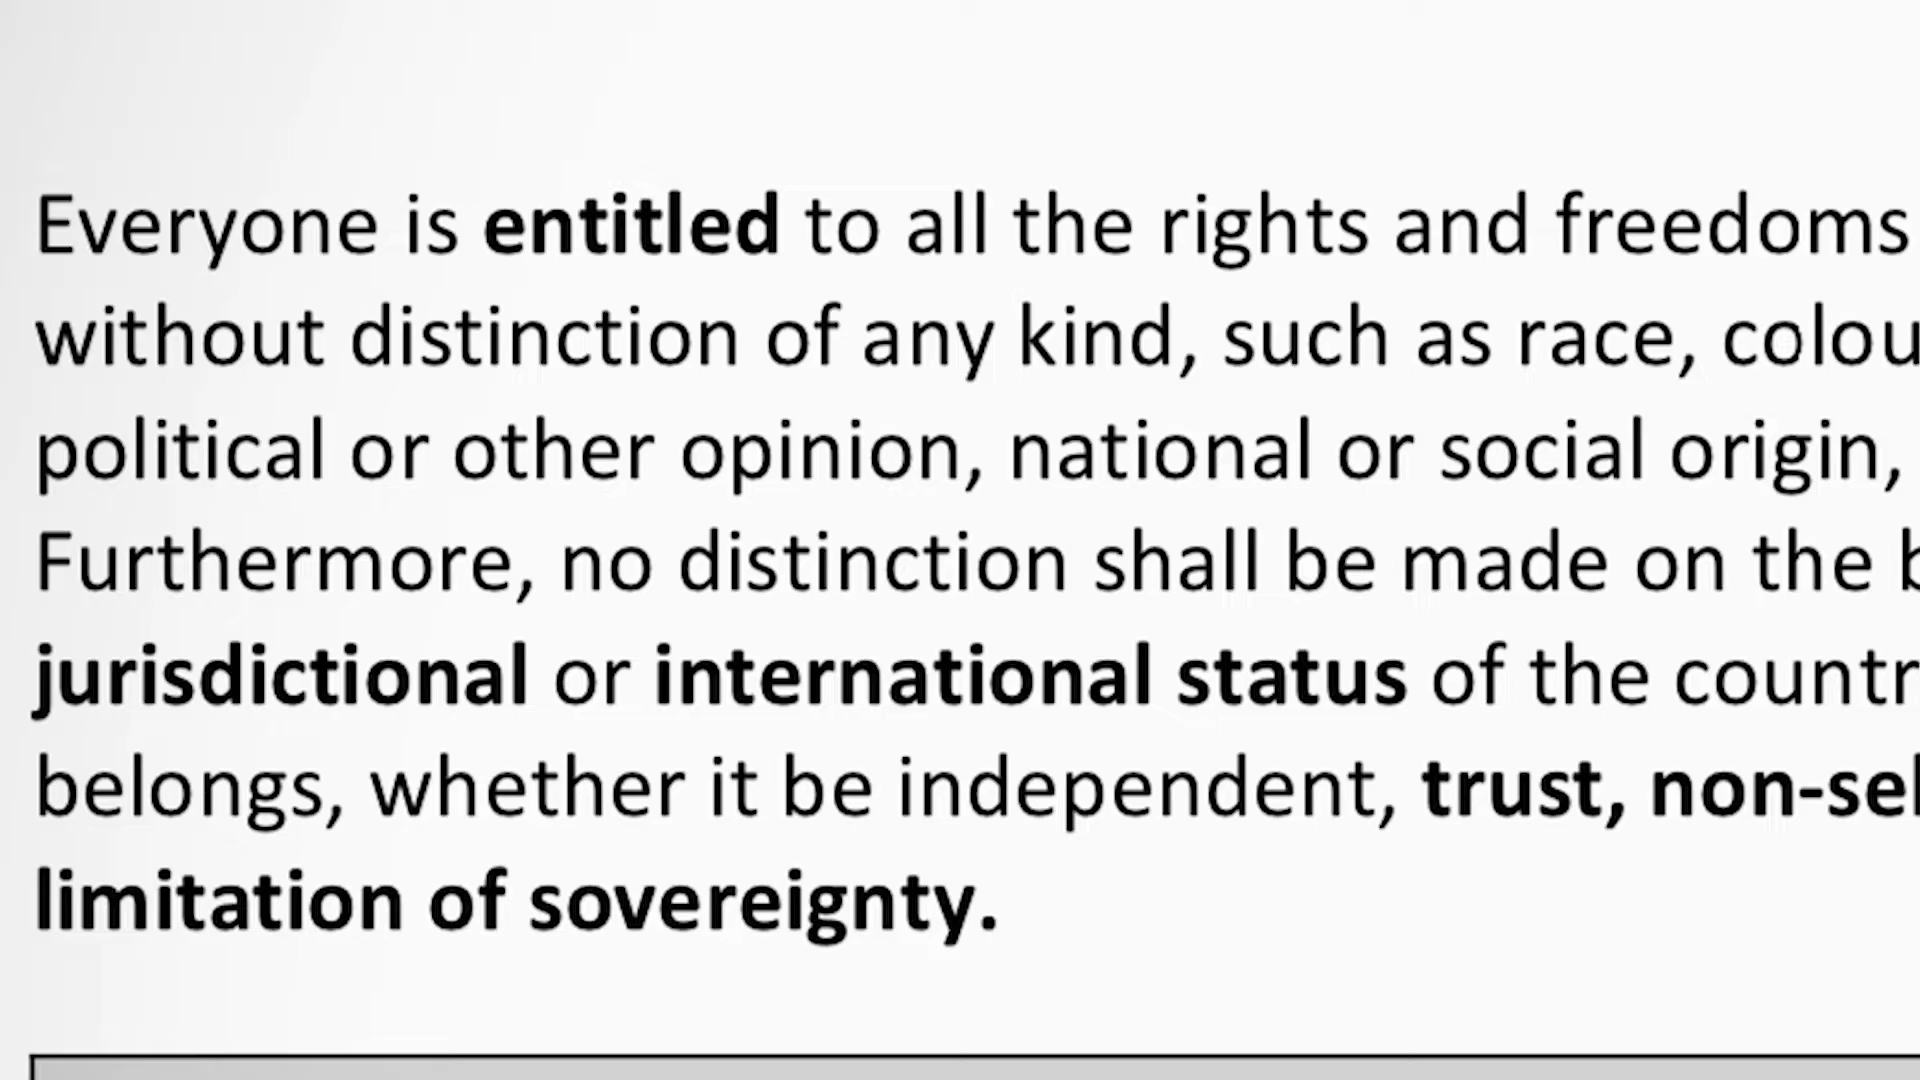 Everyone is entitled to all the rights and freedoms
without distinction of any kind, such as race, colou
political or other opinion, national or social origin,
Furthermore, no distinction shall be made on the b
jurisdictional or international status of the countr
belongs, whether it be independent, trust, non-sel
limitation of sovereignty.